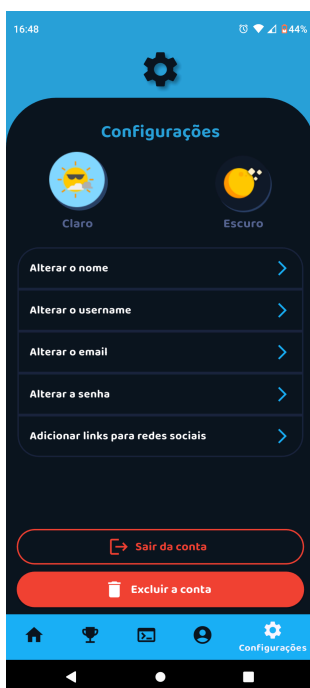 16:48
44%
Configurações
Claro
Escuro
Alterar o nome
Alterar o username
Alterar o email
Alterar a senha
Adicionar links para redes sociais
Sair da conta
Excluir a conta
Configurações